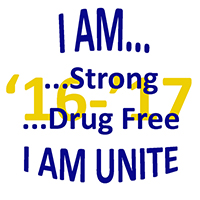 I AM...
...Strong
‘16-‘17
...Drug Free
I AM UNITE